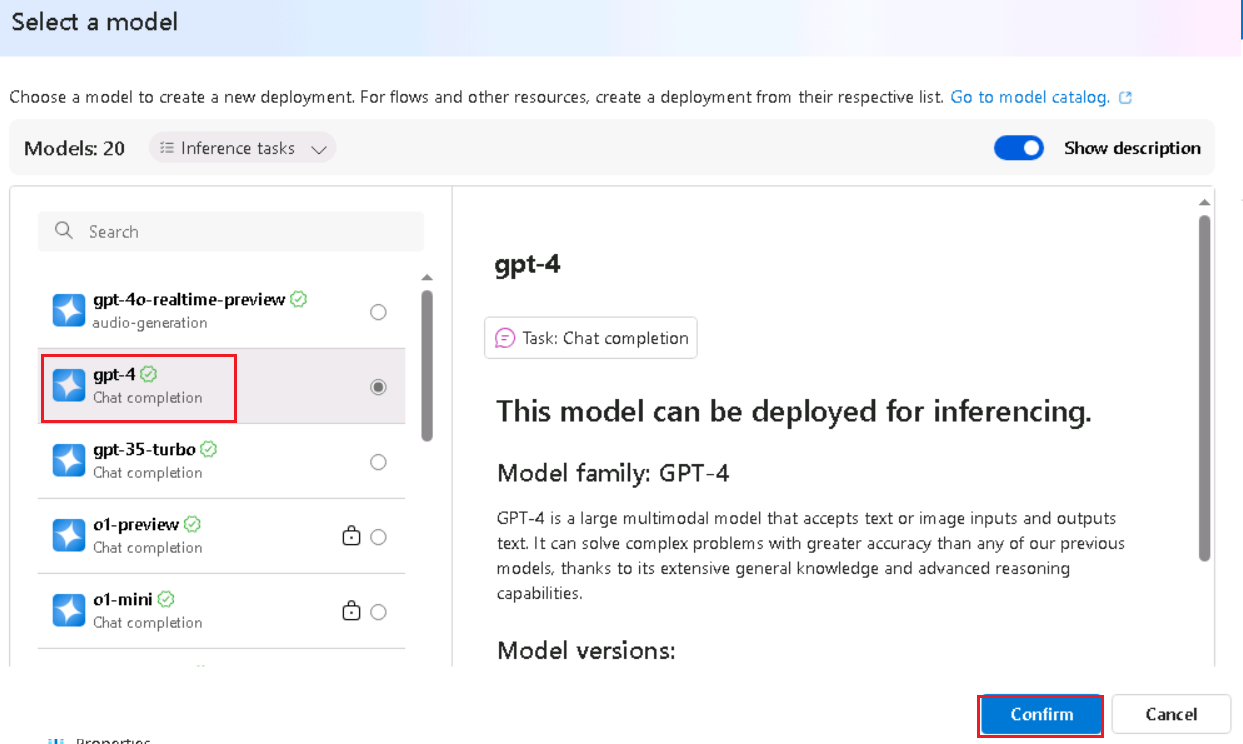 Select a model
Choose a model to create a new deployment. For flows and other resources, create a deployment from their respective list. Go to model catalog.
Models: 20
Inference tasks
Show description
Search
gpt-4o-realtime-preview
audio-generation
gpt-4
Chat completion
gpt-35-turbo
Chat completion
o1-preview
Chat completion
o1-mini
Chat completion
gpt-4
Task: Chat completion
This model can be deployed for inferencing.
Model family: GPT-4
GPT-4 is a large multimodal model that accepts text or image inputs and outputs
text. It can solve complex problems with greater accuracy than any of our previous
models, thanks to its extensive general knowledge and advanced reasoning
capabilities.
Model versions:
Confirm
Cancel
Properties